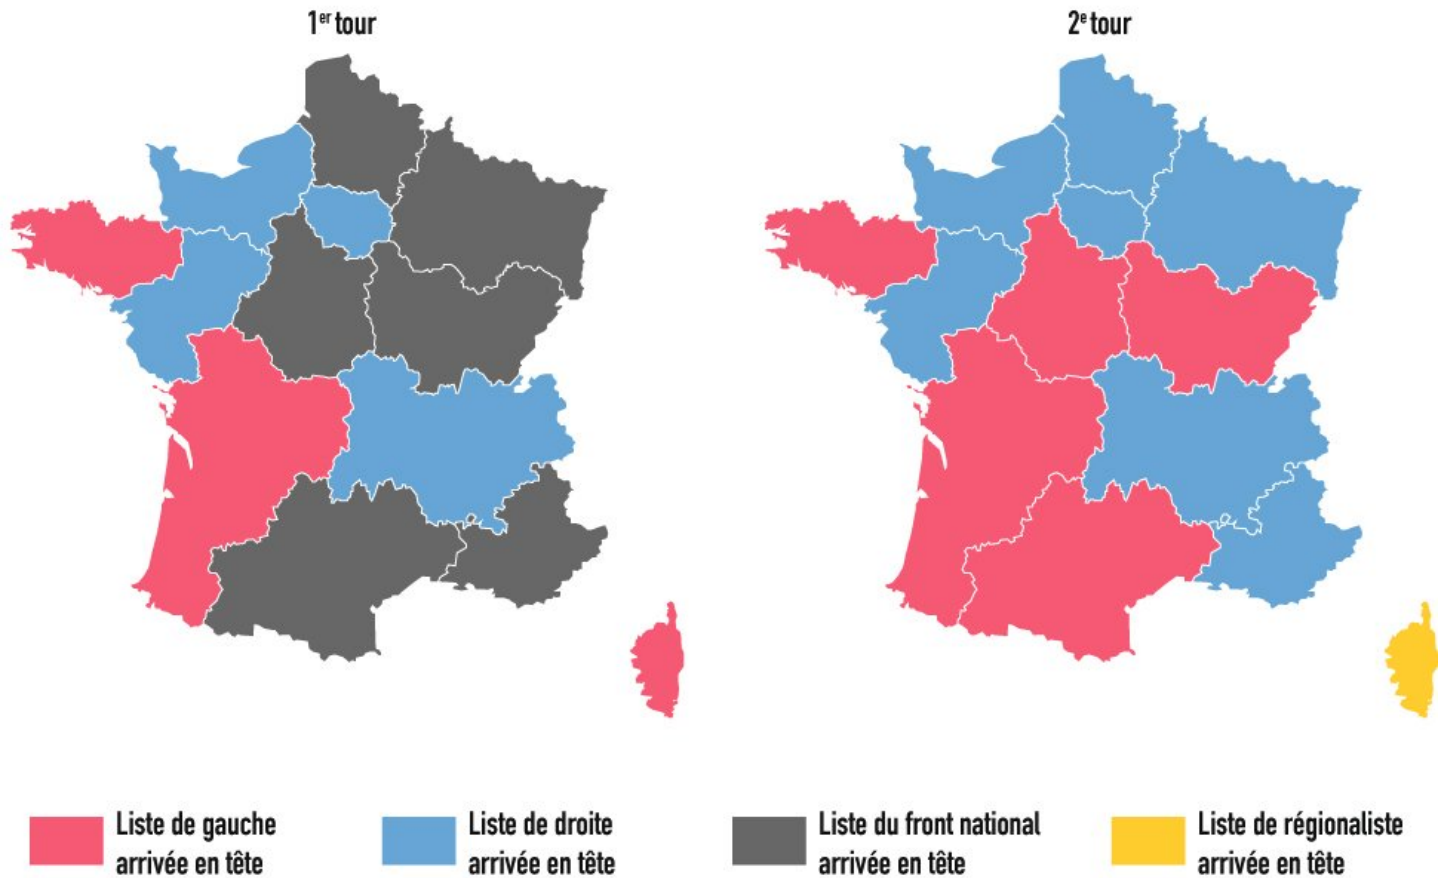 1er tour
2e tour
Liste de gauche
arrivée en tête
Liste de droite
arrivée en tête
Liste du front national
arrivée en tête
Liste de régionaliste
arrivée en tête